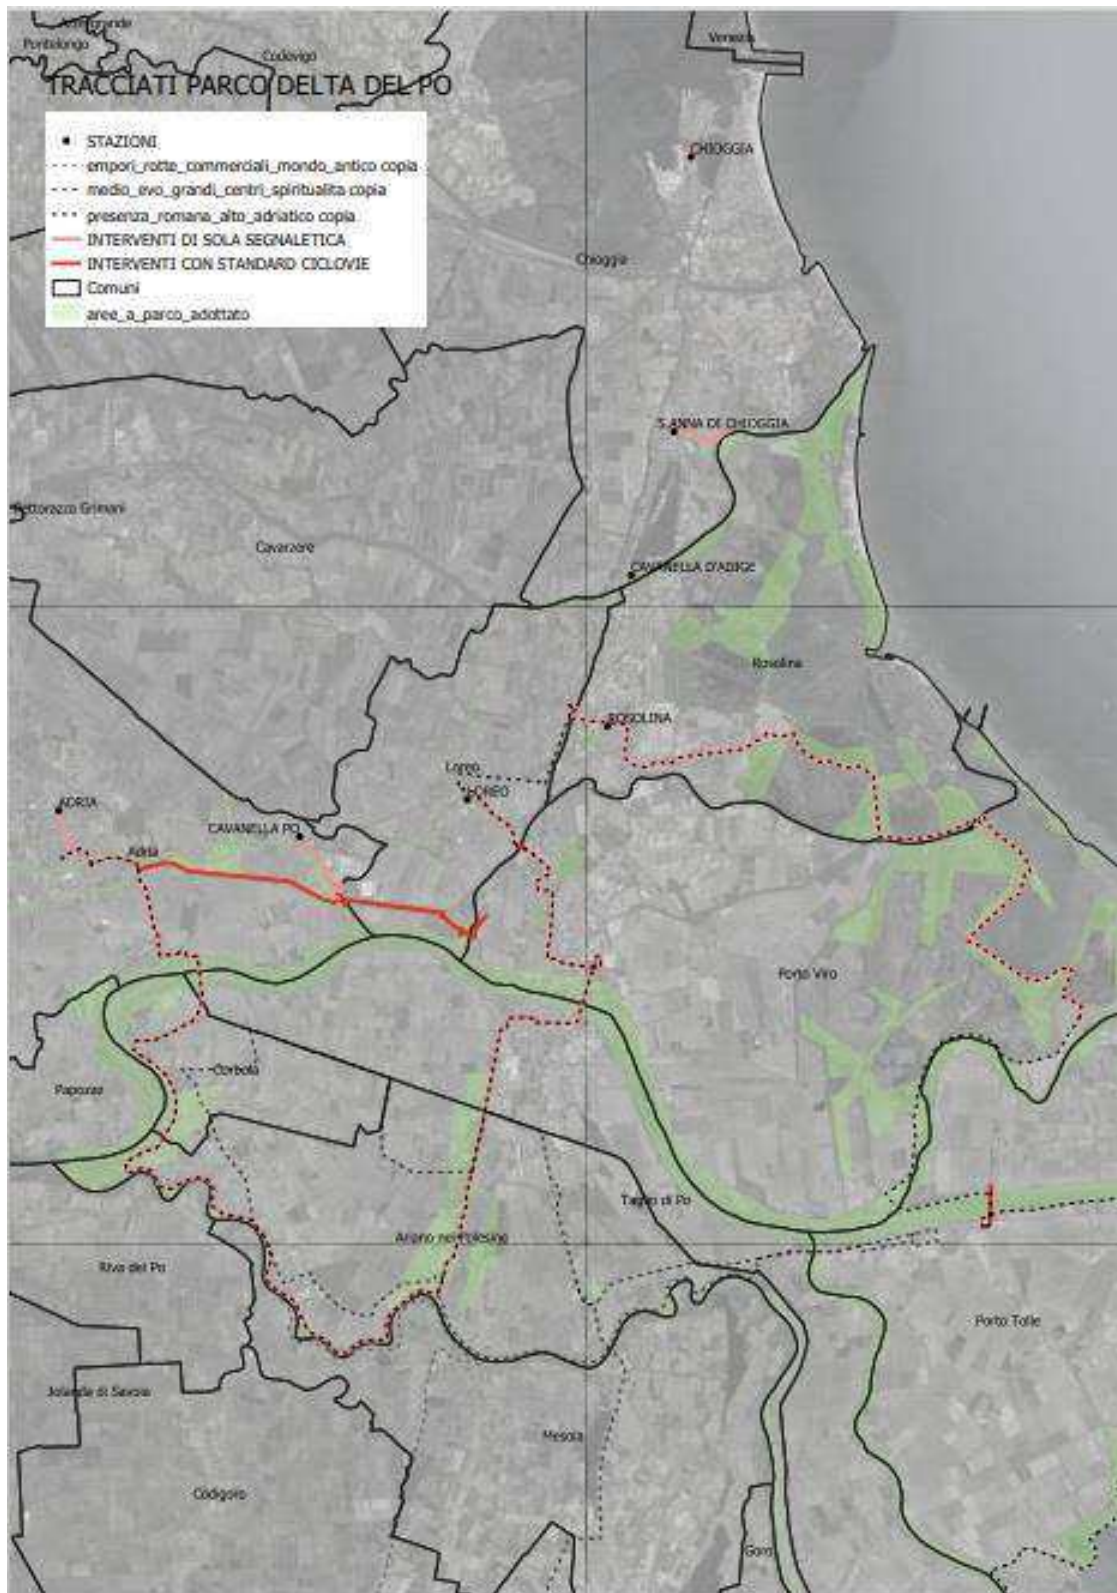 Pontelongo
Codevigo
Venezia
TRACCIATI PARCO DELTA DEL PO
STAZIONI
empori_rotte_commerciali_mondo_antico copia
medio_evo_grandi_centri_spiritualita copia
presenza_romana_alto_adriatico copia
INTERVENTI DI SOLA SEGNALETICA
INTERVENTI CON STANDARD CICLOVIE
Comuni
aree_a_parco_adottato
CHIOGGIA
Chioggia
S.ANNA DI CHIOGGIA
Pettorazza Grimani
Cavarzere
CAVANELLA D'ADIGE
Rosolina
ROSOLINA
Loreo
LOREO
ADRIA
CAVANELLA PO
Adria
Porto Viro
Corbola
Papozze
Taglio di Po
Ariano nel Polesine
Riva del Po
Porto Tolle
Jolanda di Savoia
Mesola
Codigoro
Goro